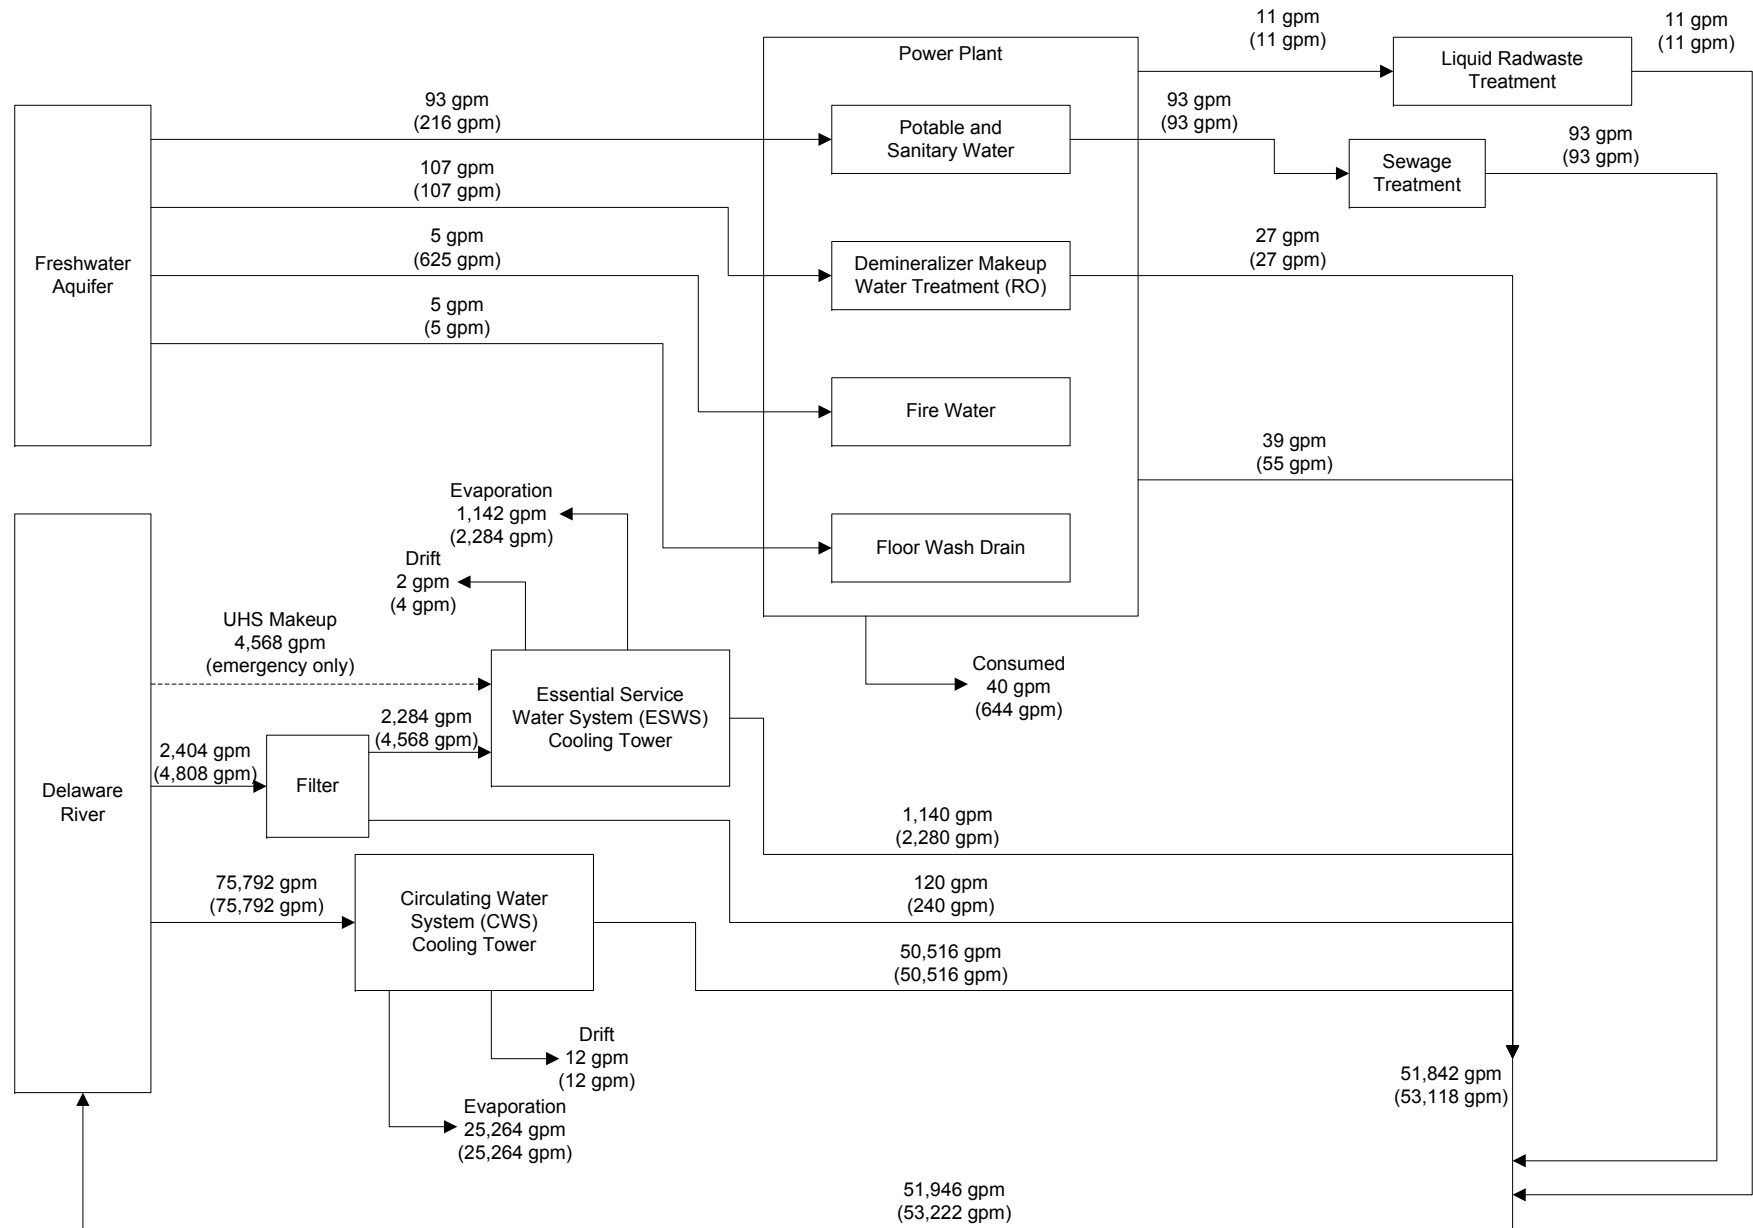 11 gpm
(11 gpm)
11 gpm
(11 gpm)
Power Plant
Liquid Radwaste
Treatment
93 gpm
(216 gpm)
Potable and
Sanitary Water
93 gpm
(93 gpm)
93 gpm
(93 gpm)
Sewage
Treatment
107 gpm
(107 gpm)
Freshwater
Aquifer
5 gpm
(625 gpm)
Demineralizer Makeup
Water Treatment (RO)
27 gpm
(27 gpm)
5 gpm
(5 gpm)
Fire Water
39 gpm
(55 gpm)
Evaporation
1,142 gpm
(2,284 gpm)
Drift
2 gpm
(4 gpm)
Floor Wash Drain
UHS Makeup
4,568 gpm
(emergency only)
Consumed
40 gpm
(644 gpm)
Essential Service
Water System (ESWS)
Cooling Tower
2,284 gpm
(4,568 gpm)
2,404 gpm
(4,808 gpm)
Filter
Delaware
River
1,140 gpm
(2,280 gpm)
75,792 gpm
(75,792 gpm)
Circulating Water
System (CWS)
Cooling Tower
120 gpm
(240 gpm)
50,516 gpm
(50,516 gpm)
Drift
12 gpm
(12 gpm)
51,842 gpm
(53,118 gpm)
Evaporation
25,264 gpm
(25,264 gpm)
51,946 gpm
(53,222 gpm)